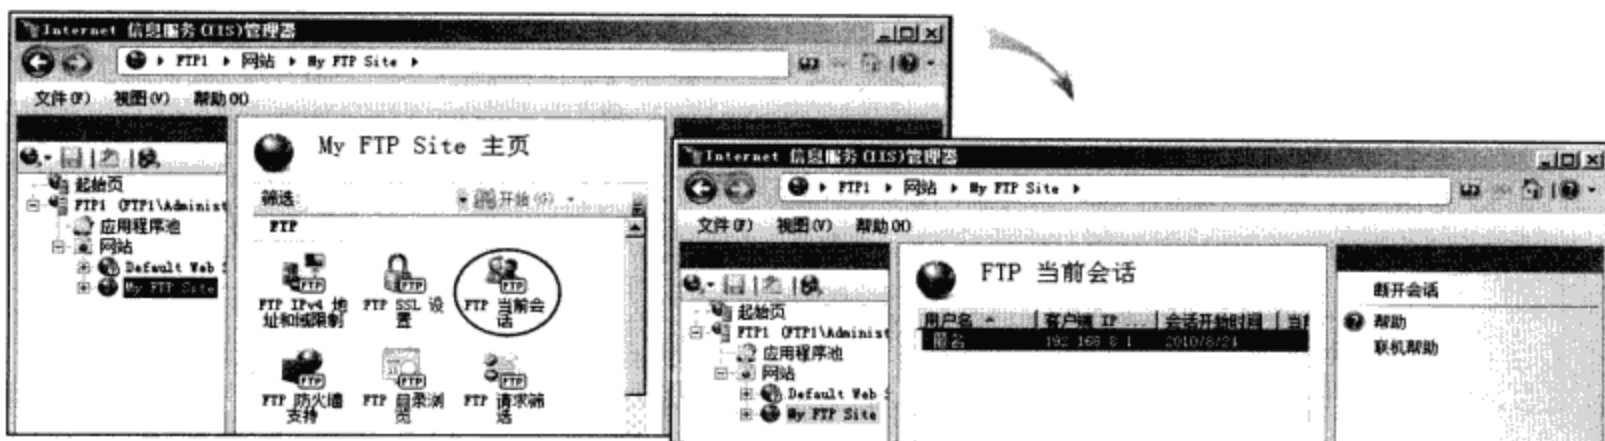 Internet 信息服务(IIS)管理器
FTP1 网站 My FTP Site
文件(F) 视图(V) 帮助(H)
起始页
FTP1 (FTP1\Administ
应用程序池
网站
Default Web S
My FTP Site
My FTP Site 主页
筛选: 开始(G)
FTP
FTP IPv4 地址和域限制
FTP SSL 设置
FTP 当前会话
FTP 防火墙支持
FTP 目录浏览
FTP 请求筛选
Internet 信息服务(IIS)管理器
FTP1 网站 My FTP Site
文件(F) 视图(V) 帮助(H)
起始页
FTP1 (FTP1\Administ
应用程序池
网站
Default Web S
My FTP Site
FTP 当前会话
用户名 客户端 IP ... 会话开始时间 当前
匿名 192.168.8.1 2010/8/24
断开会话
帮助
联机帮助